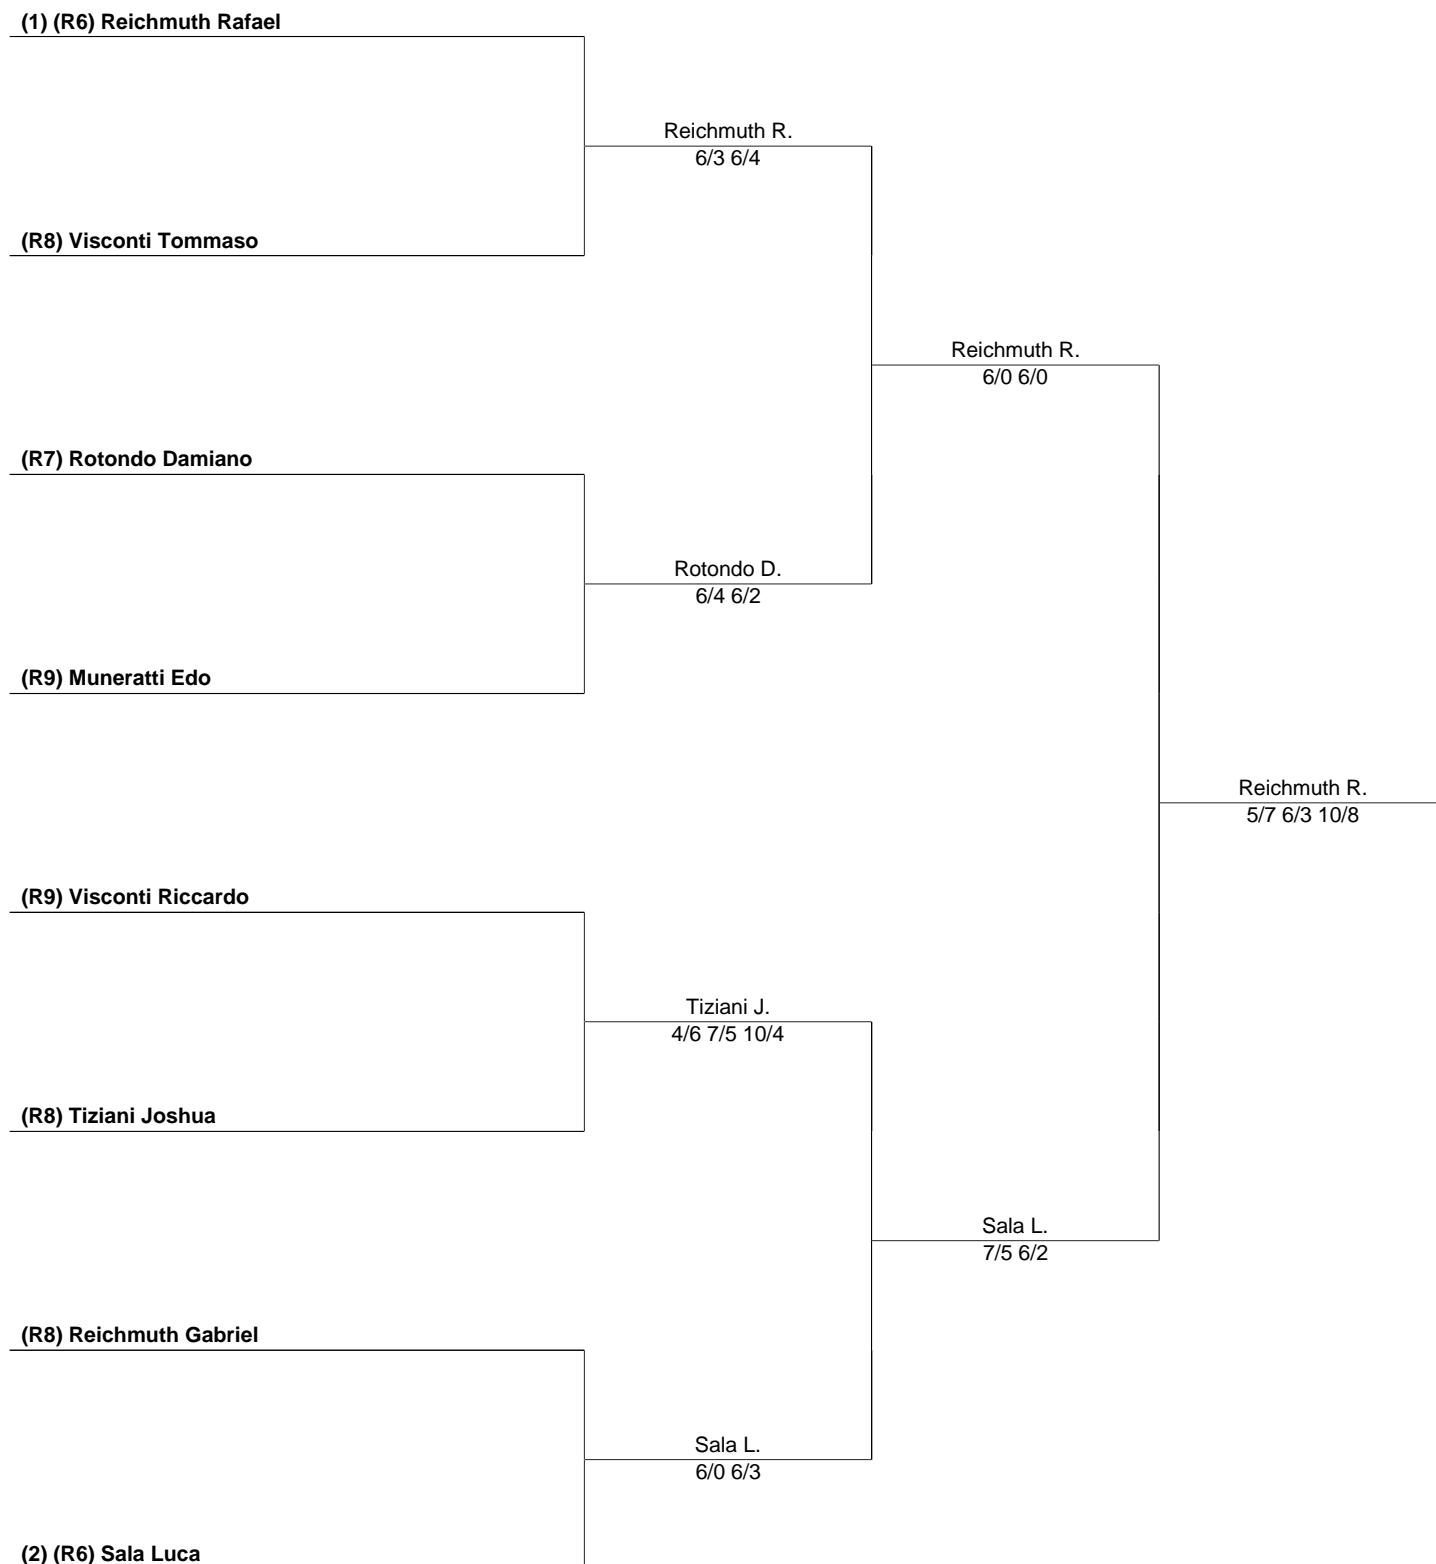 (1) (R6) Reichmuth Rafael
Reichmuth R.
6/3 6/4
(R8) Visconti Tommaso
Reichmuth R.
6/0 6/0
(R7) Rotondo Damiano
Rotondo D.
6/4 6/2
(R9) Muneratti Edo
Reichmuth R.
5/7 6/3 10/8
(R9) Visconti Riccardo
Tiziani J.
4/6 7/5 10/4
(R8) Tiziani Joshua
Sala L.
7/5 6/2
(R8) Reichmuth Gabriel
Sala L.
6/0 6/3
(2) (R6) Sala Luca